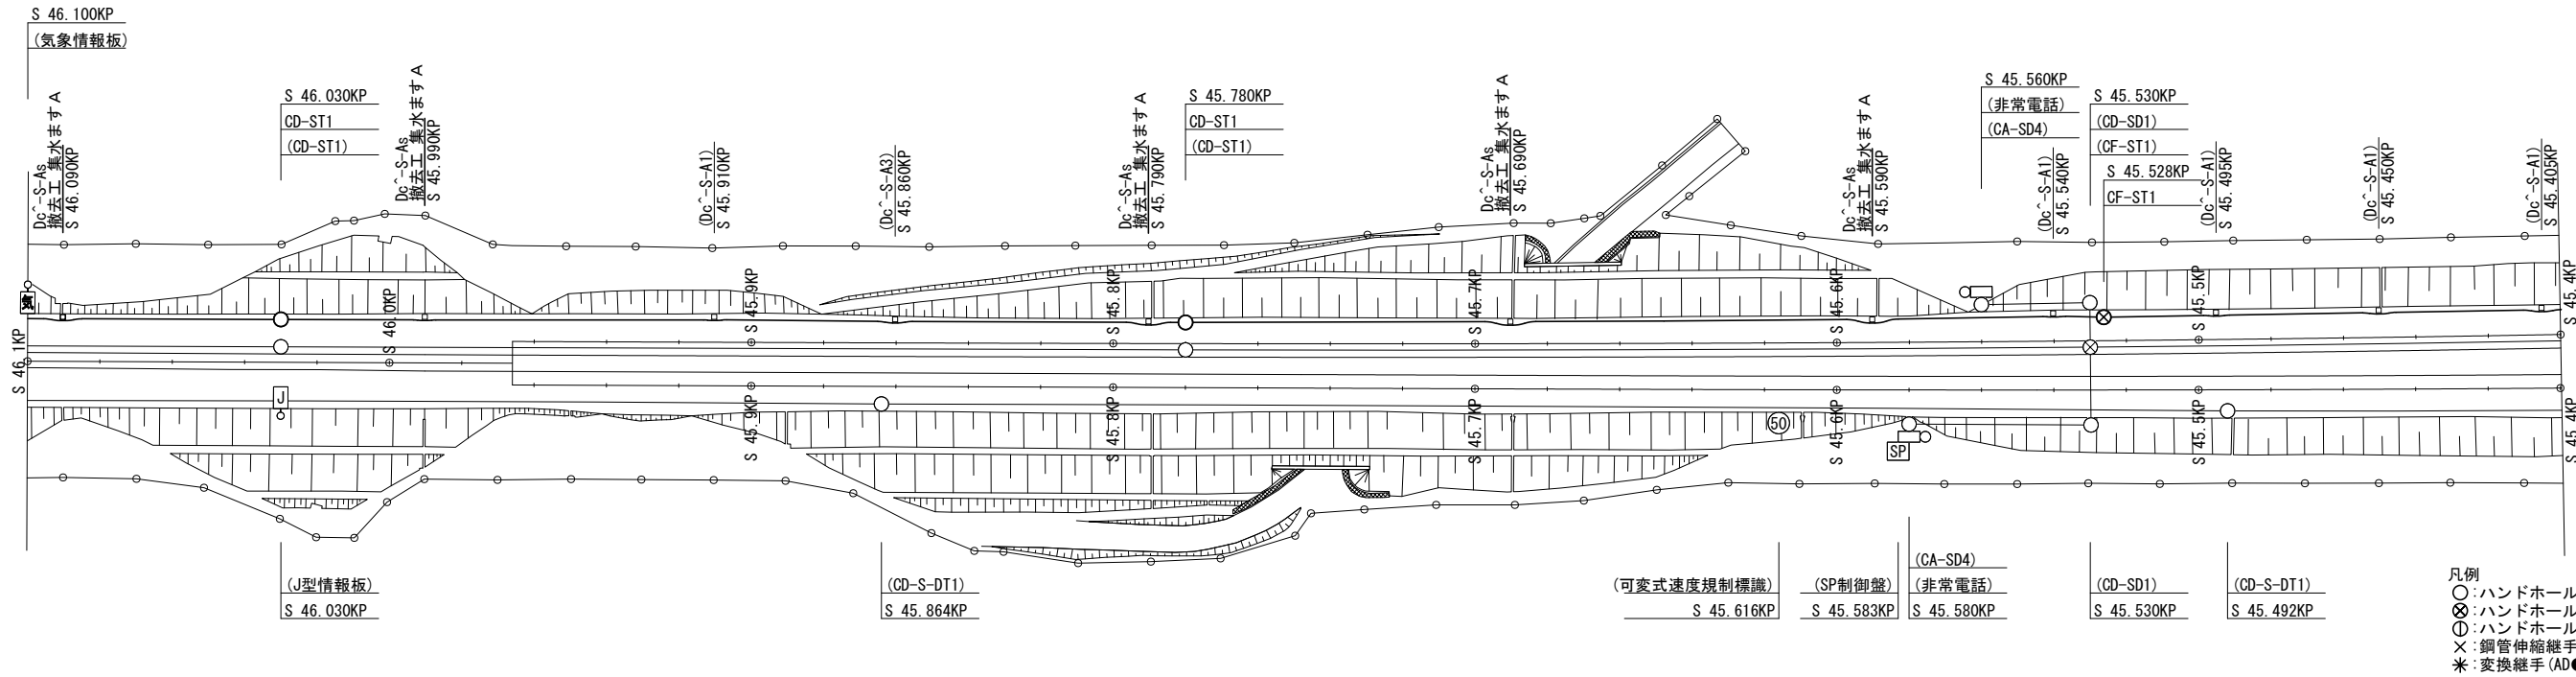 S 46.100KP
(気象情報板)
Dc^-S-As
撤去工 集水ますA
S 46.090KP
S 46.030KP
CD-ST1
(CD-ST1)
Dc^-S-As
撤去工 集水ますA
S 45.990KP
(Dc^-S-A1)
S 45.910KP
(Dc^-S-A3)
S 45.860KP
Dc^-S-As
撤去工 集水ますA
S 45.790KP
S 45.780KP
CD-ST1
(CD-ST1)
Dc^-S-As
撤去工 集水ますA
S 45.690KP
Dc^-S-As
撤去工 集水ますA
S 45.590KP
S 45.560KP
(非常電話)
(CA-SD4)
(Dc^-S-A1)
S 45.540KP
S 45.530KP
(CD-SD1)
(CF-ST1)
S 45.528KP
CF-ST1
(Dc^-S-A1)
S 45.495KP
(Dc^-S-A1)
S 45.450KP
(Dc^-S-A1)
S 45.405KP
気
S 46.1KP
S 46.0KP
S 45.9KP
S 45.8KP
S 45.7KP
S 45.6KP
S 45.5KP
S 45.4KP
J
S 45.9KP
S 45.8KP
S 45.7KP
50
S 45.6KP
SP
S 45.5KP
S 45.4KP
(J型情報板)
S 46.030KP
(CD-S-DT1)
S 45.864KP
(可変式速度規制標識)
S 45.616KP
(SP制御盤)
S 45.583KP
(CA-SD4)
(非常電話)
S 45.580KP
(CD-SD1)
S 45.530KP
(CD-S-DT1)
S 45.492KP
凡例
:ハンドホール
:ハンドホール
:ハンドホール
:鋼管伸縮継手
:変換継手(AD